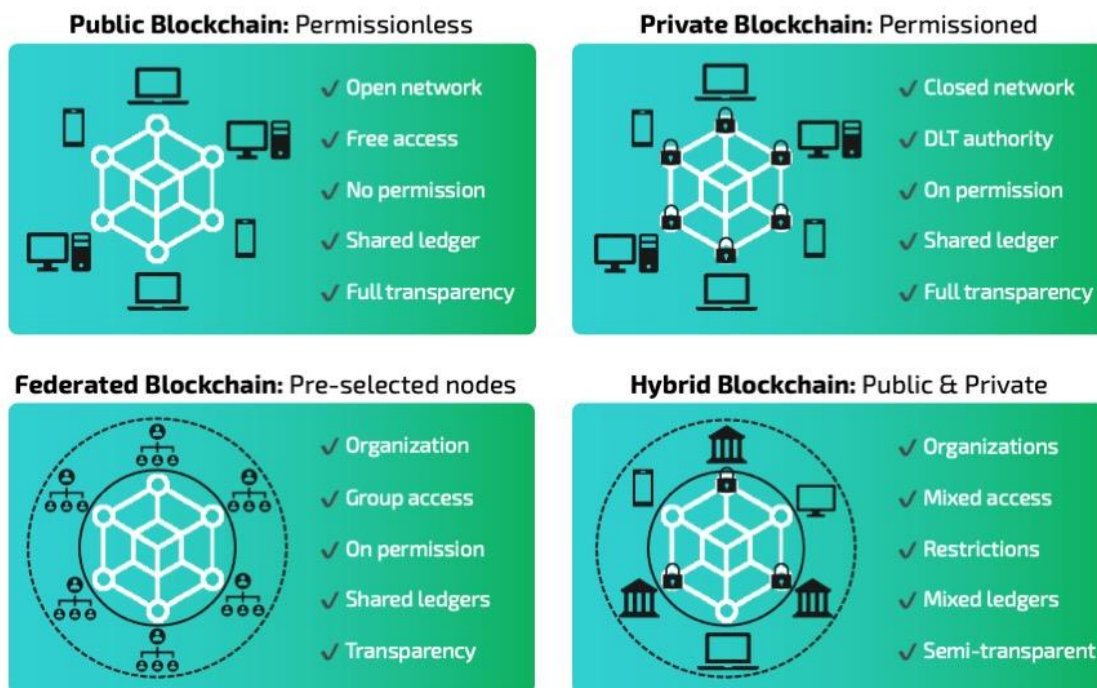 Public Blockchain: Permissionless
Open network
Free access
No permission
Shared ledger
Full transparency
Private Blockchain: Permissioned
Closed network
DLT authority
On permission
Shared ledger
Full transparency
Federated Blockchain: Pre-selected nodes
Organization
Group access
On permission
Shared ledgers
Transparency
Hybrid Blockchain: Public & Private
Organizations
Mixed access
Restrictions
Mixed ledgers
Semi-transparent